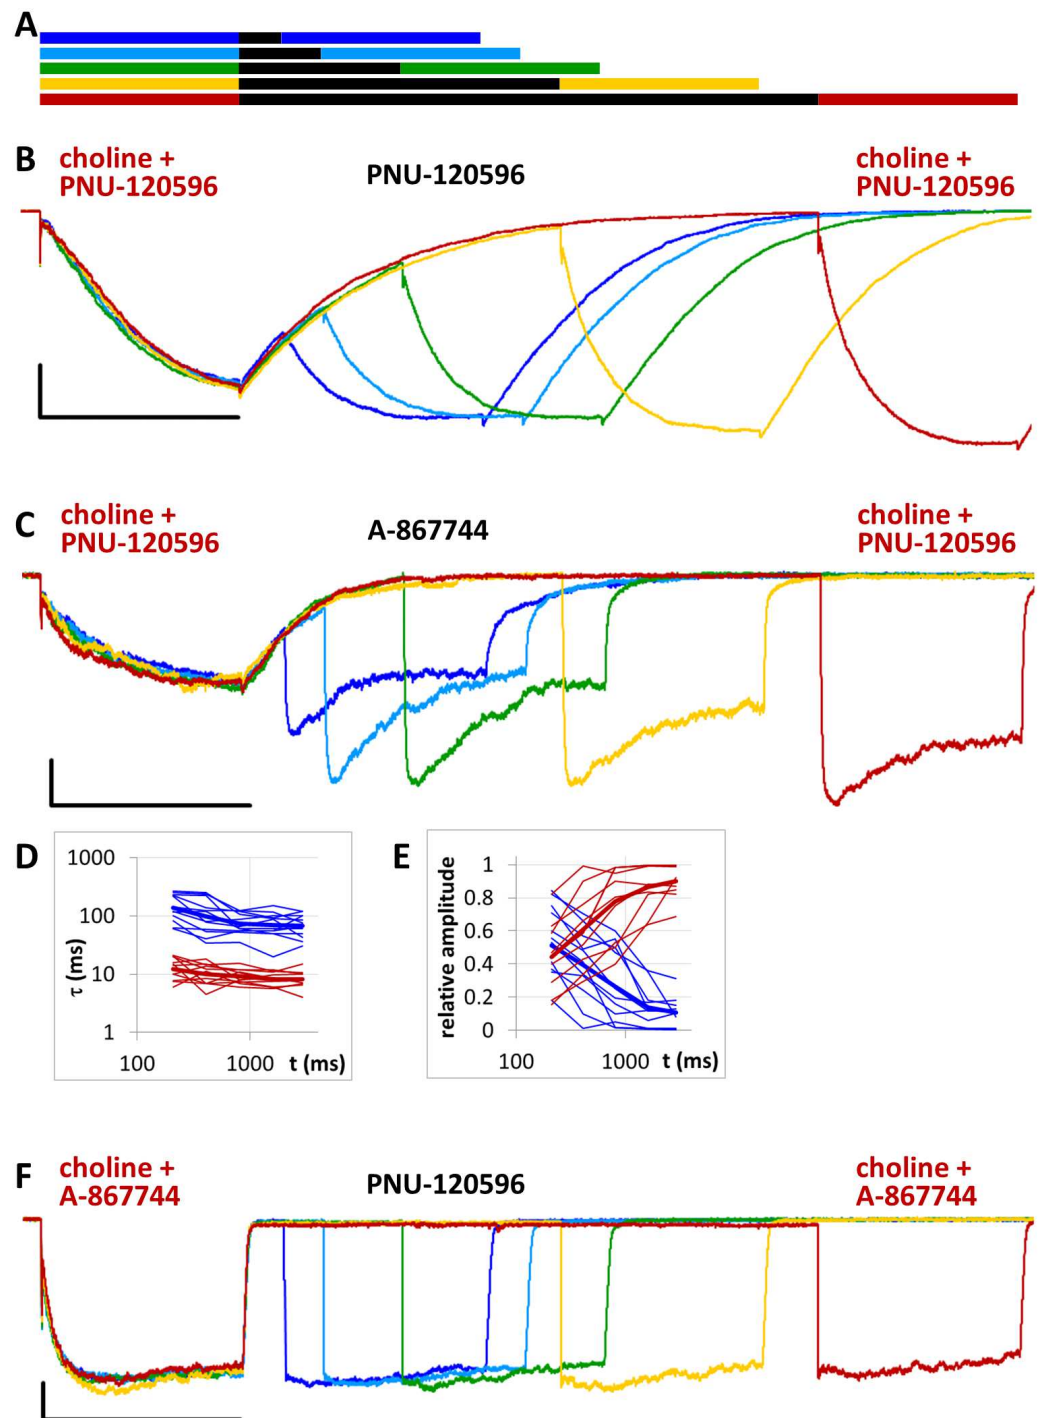 A
B
choline +
PNU-120596
PNU-120596
choline +
PNU-120596
C
choline +
PNU-120596
A-867744
choline +
PNU-120596
D
1000
100
10
1
τ (ms)
100
1000
t (ms)
E
relative amplitude
1
0.8
0.6
0.4
0.2
0
100
1000
t (ms)
F
choline +
A-867744
PNU-120596
choline +
A-867744